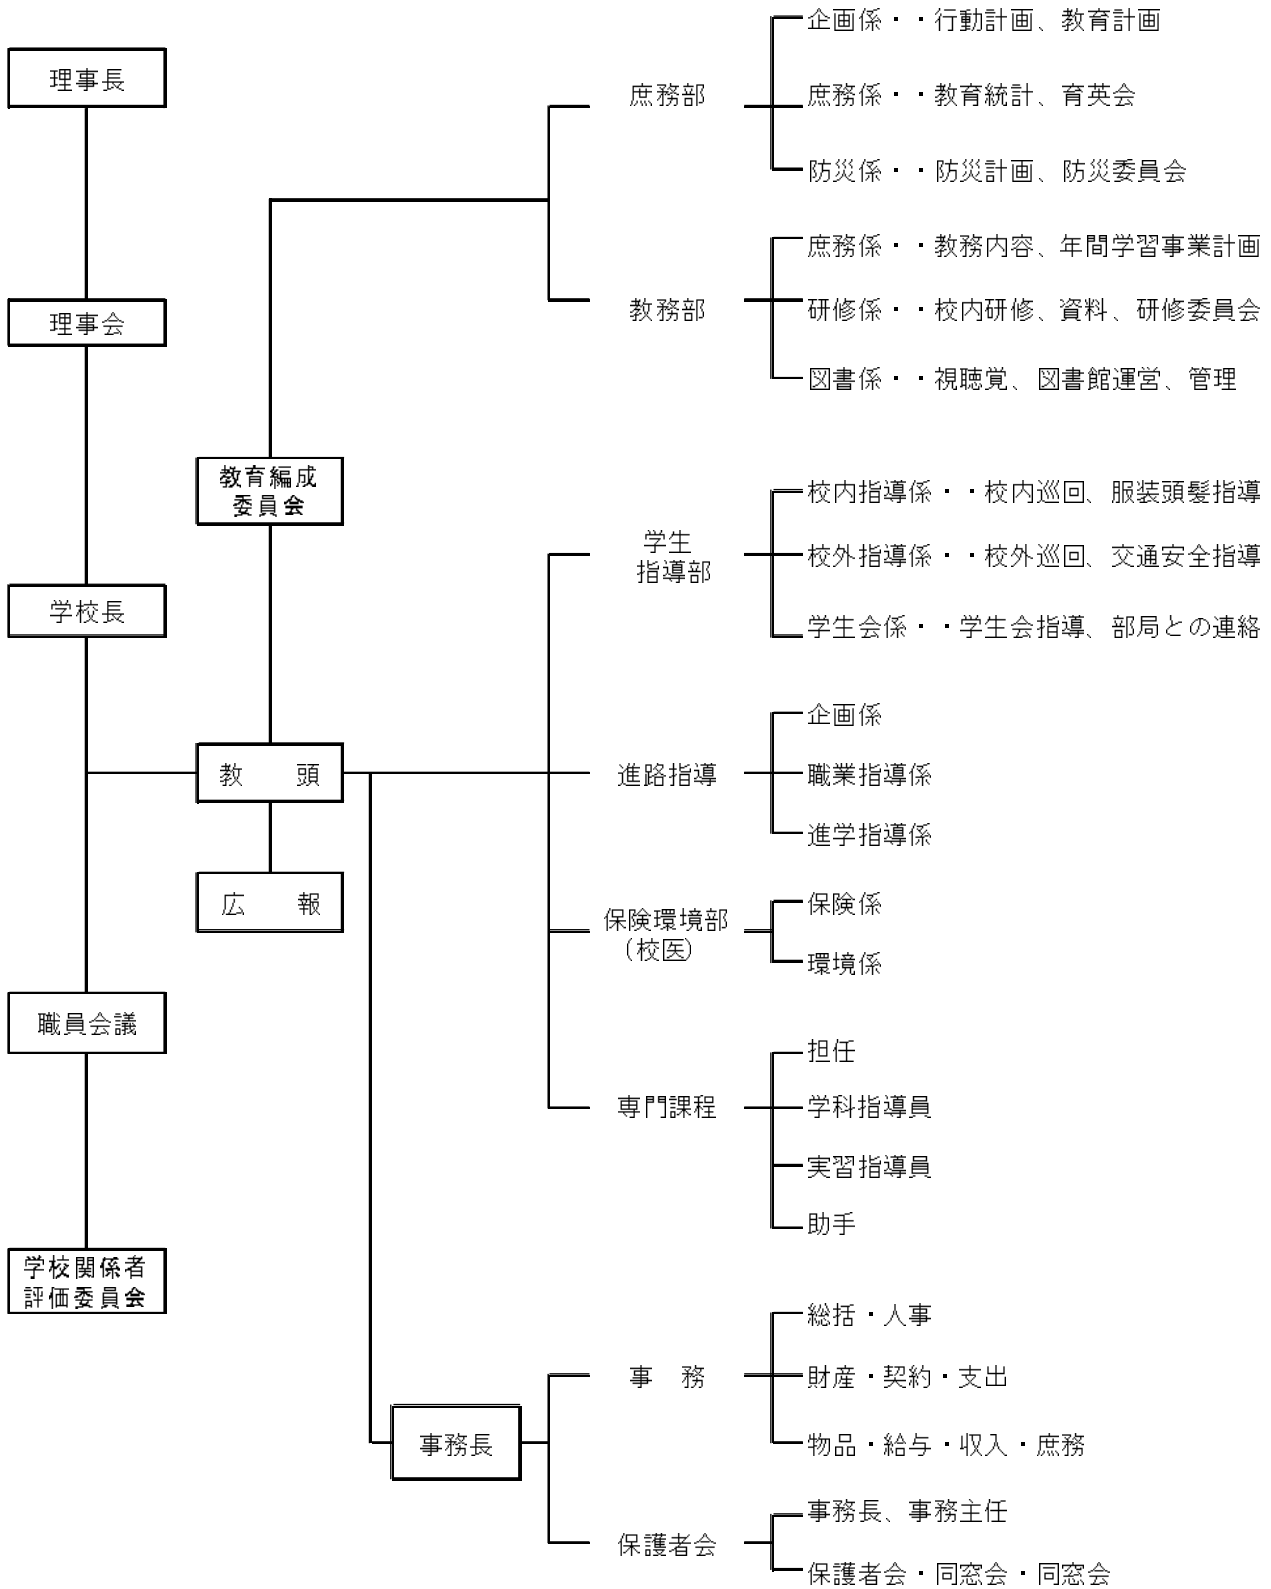 理事長
理事会
学校長
職員会議
学校関係者
評価委員会
教育編成
委員会
教　頭
広　報
庶務部
企画係・・行動計画、教育計画
庶務係・・教育統計、育英会
防災係・・防災計画、防災委員会
教務部
庶務係・・教務内容、年間学習事業計画
研修係・・校内研修、資料、研修委員会
図書係・・視聴覚、図書館運営、管理
学生
指導部
校内指導係・・校内巡回、服装頭髪指導
校外指導係・・校外巡回、交通安全指導
学生会係・・学生会指導、部局との連絡
進路指導
企画係
職業指導係
進学指導係
保険環境部
（校医）
保険係
環境係
専門課程
担任
学科指導員
実習指導員
助手
事務長
事　務
総括・人事
財産・契約・支出
物品・給与・収入・庶務
保護者会
事務長、事務主任
保護者会・同窓会・同窓会